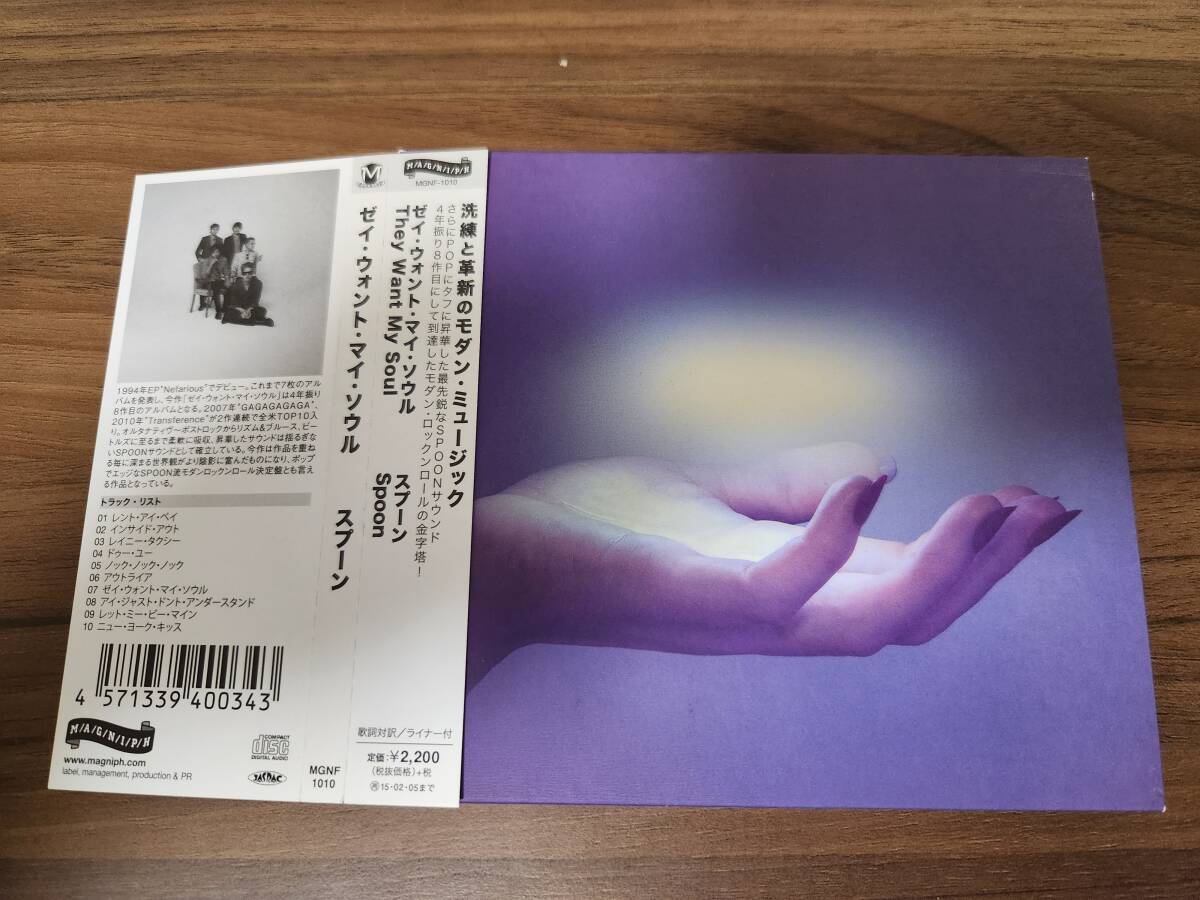 1994年EP"Nefarious"でデビュー。これまで7枚のアル
バムを発表し、今作「ゼイ・ウォント・マイ・ソウル」は4年振り
8作目のアルバムとなる。2007年"GAGAGAGAGA"、
2010年"Transference"が2作連続で全米TOP10入
り。オルタナティヴ〜ポストロックからリズム&ブルース、ビー
トルズに至るまで柔軟に吸収、昇華したサウンドは揺るぎな
いSPOONサウンドとして確立している。今作は作品を重ねる
毎に深まる世界観がより陰影に富んだものになり、ポップ
でエッジなSPOON流モダンロックンロール決定盤とも言え
る作品となっている。
トラック・リスト
01 レント・アイ・ペイ
02 インサイド・アウト
03 レイニー・タクシー
04 ドゥー・ユー
05 ノック・ノック・ノック
06 アウトライア
07 ゼイ・ウォント・マイ・ソウル
08 アイ・ジャスト・ドント・アンダースタンド
09 レット・ミー・ビー・マイン
10 ニュー・ヨーク・キッス
4 571339 400343
M/A/G/N/I/P/H
www.magniph.com
label, management, production & PR
COMPACT
disc
DIGITAL AUDIO
JASRAC
M
ゼイ・ウォント・マイ・ソウル スプーン
MGNF
1010
M/A/G/N/I/P/H
MGNF-1010
洗練と革新のモダン・ミュージック
さらにPOPにタフに昇華した最先鋭なSPOONサウンド
4年振り8作目にして到達したモダン・ロックンロールの金字塔!
ゼイ・ウォント・マイ・ソウル スプーン
They Want My Soul Spoon
歌詞対訳/ライナー付
定価:¥2,200
(税抜価格)+税
再 15・02・05まで